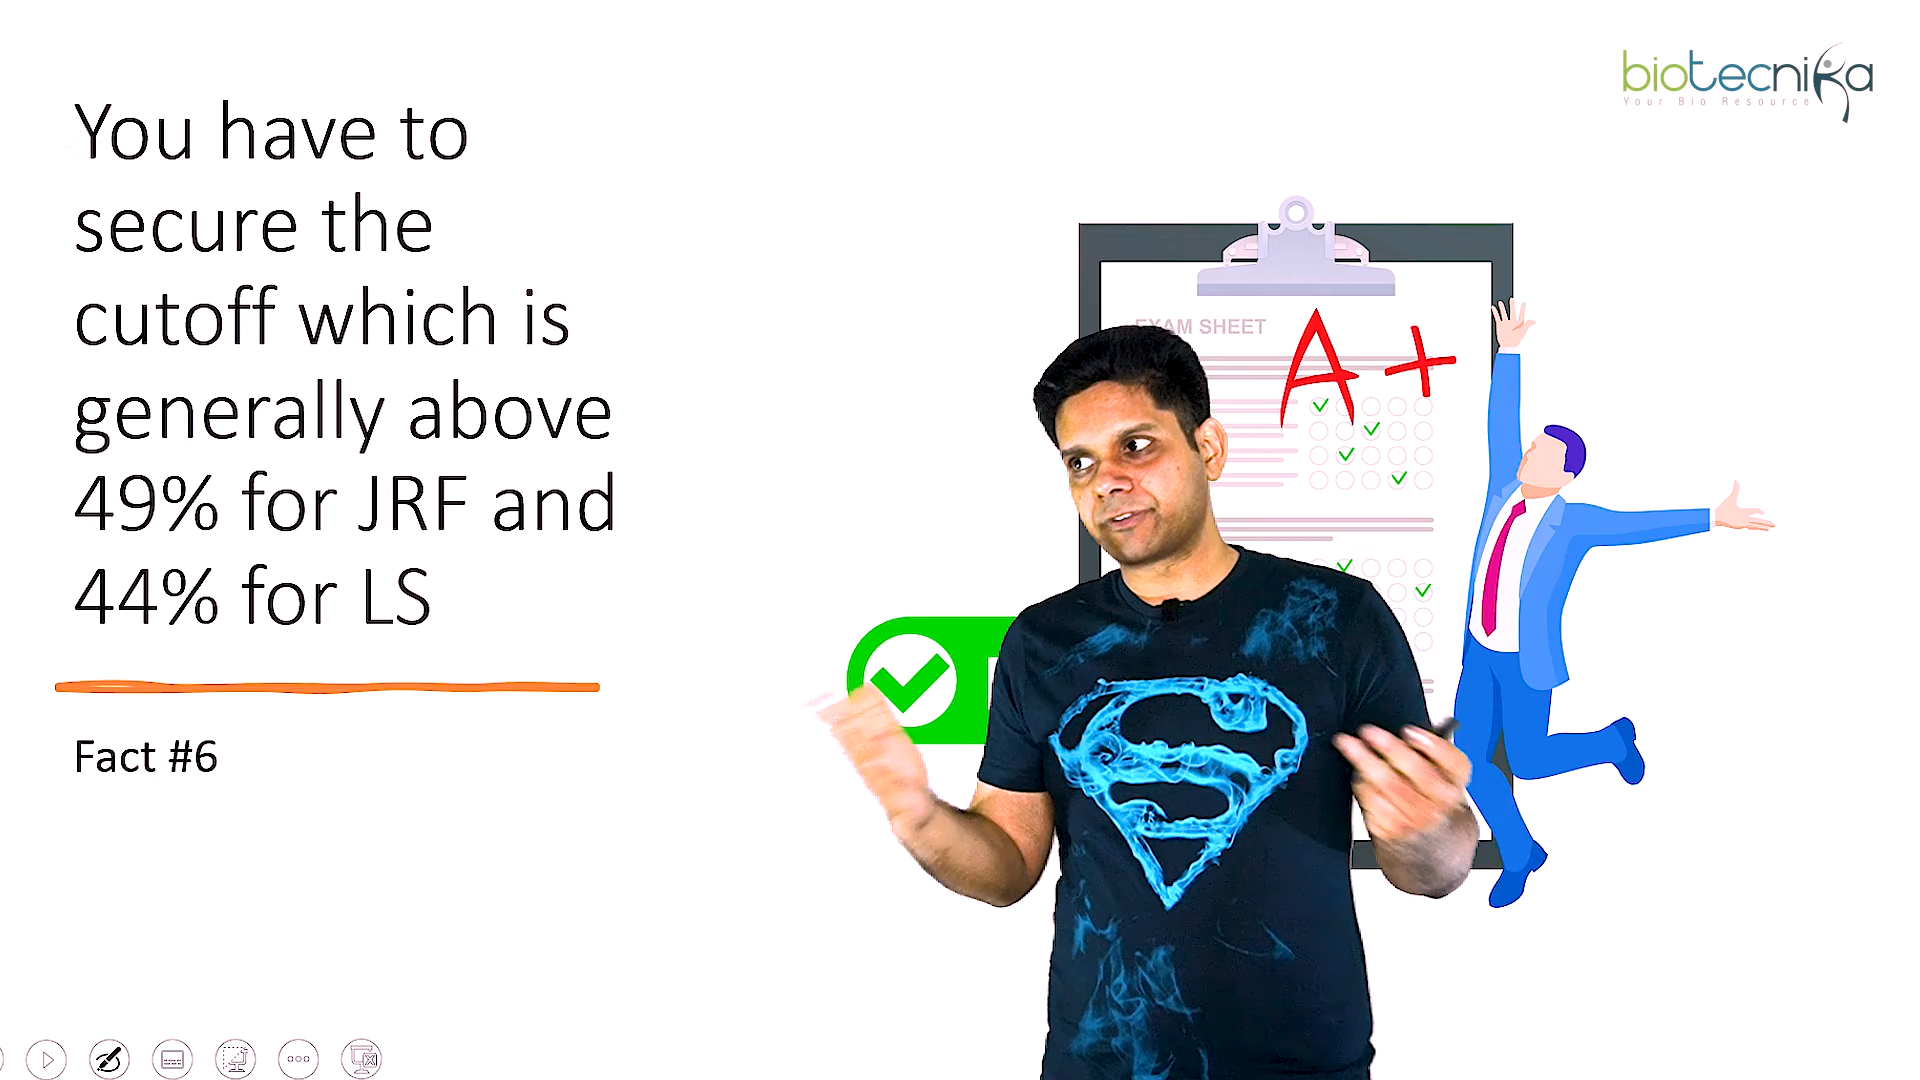 biotecnika
Your Bio Resource
You have to
secure the
cutoff which is
generally above
49% for JRF and
44% for LS
Fact #6
EXAM SHEET
A+